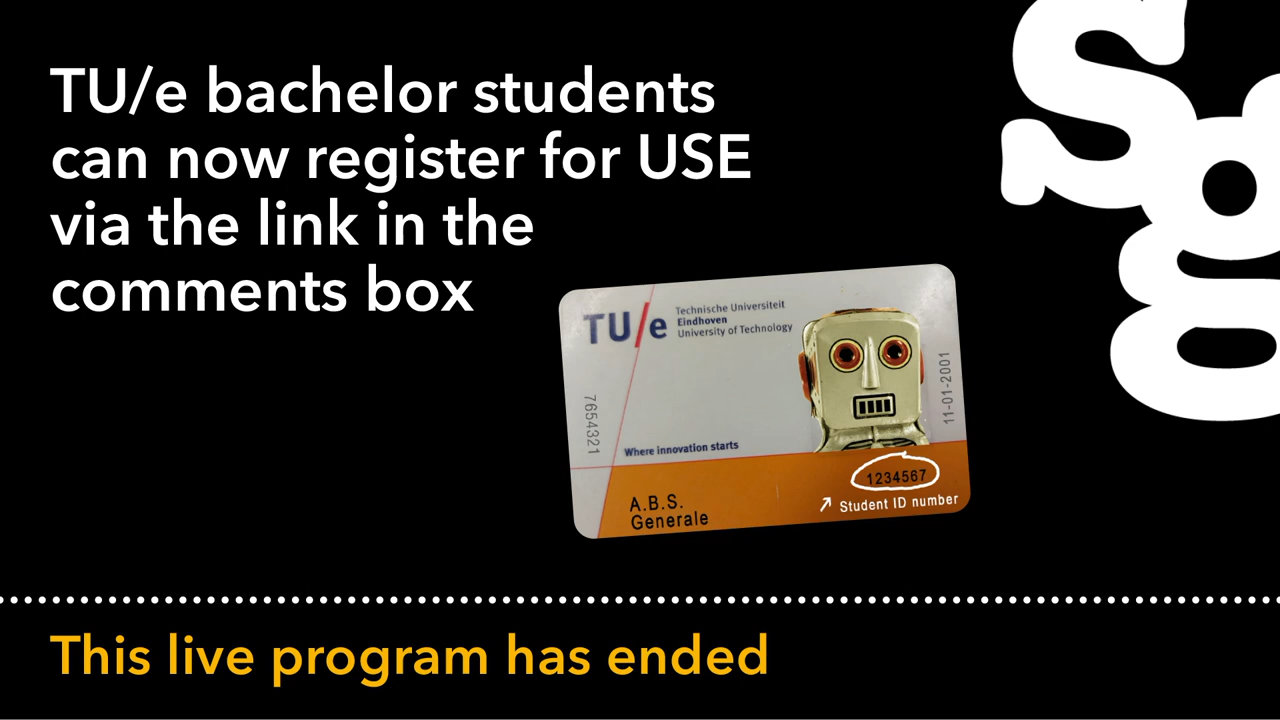 TU/e bachelor students
can now register for USE
via the link in the
comments box
Sg
TU/e
Technische Universiteit
Eindhoven
University of Technology
7654321
11-01-2001
Where innovation starts
1234567
Student ID number
A.B.S.
Generale
This live program has ended